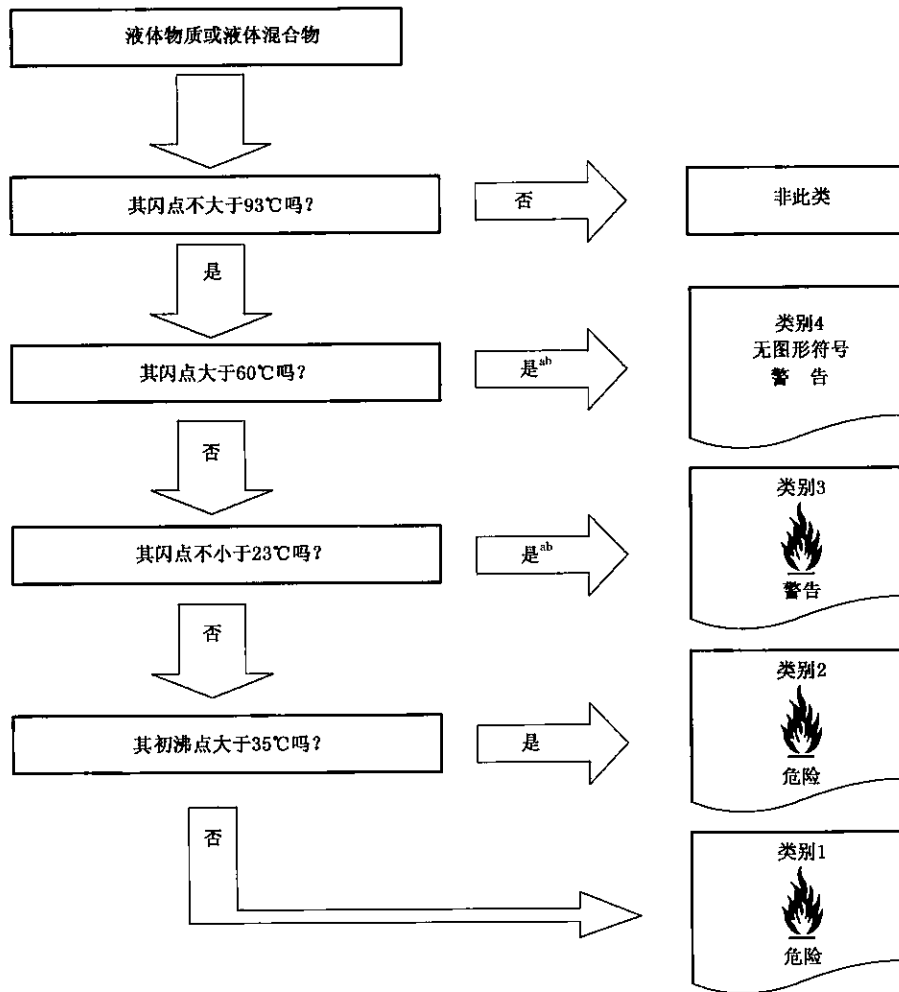 液体物质或液体混合物
其闪点不大于93℃吗?
否
非此类
是
其闪点大于60℃吗?
是ab
类别4
无图形符号
警 告
否
其闪点不小于23℃吗?
是ab
类别3
警告
否
其初沸点大于35℃吗?
是
类别2
危险
否
类别1
危险